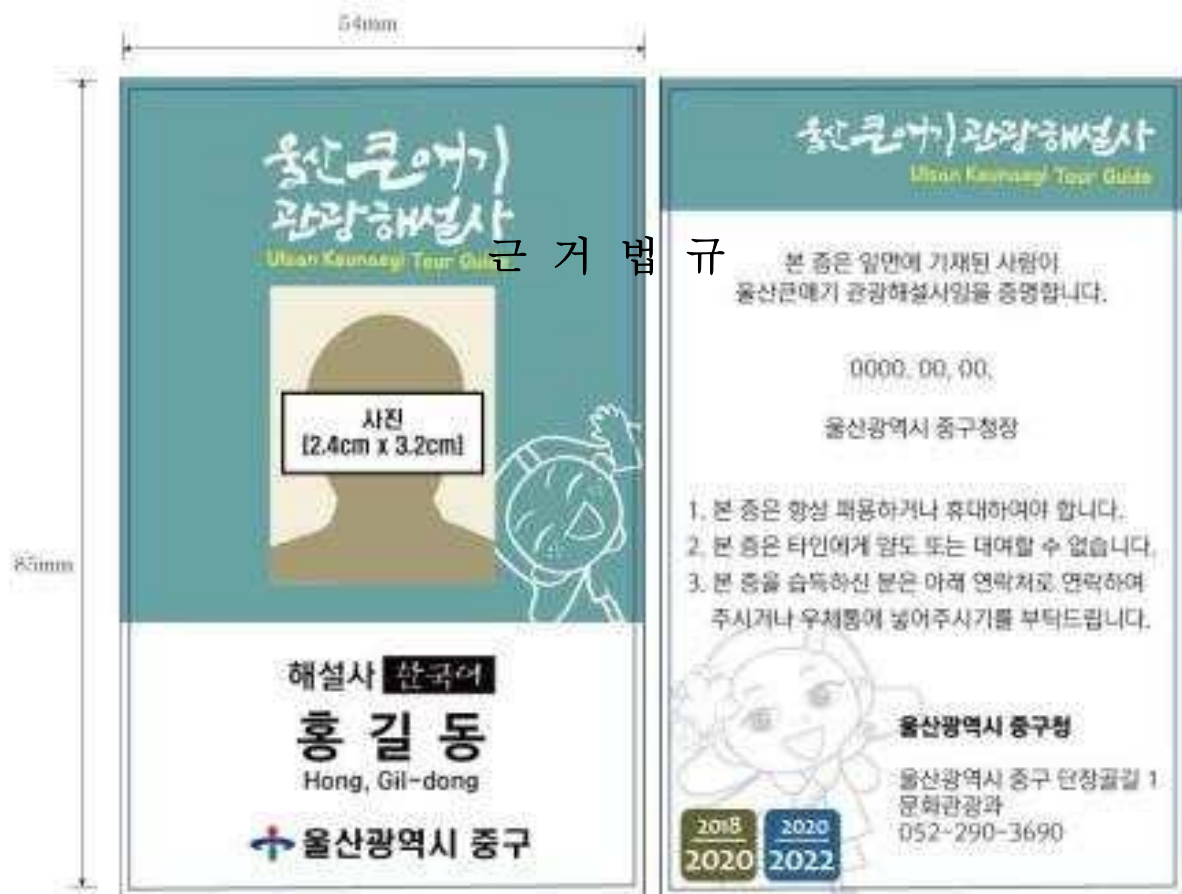 54mm
85mm
울산큰애기
관광해설사
Ulsan Keunaegi Tour Guide
근 거 법 규
사진
[2.4cm x 3.2cm]
해설사 한국어
홍 길 동
Hong, Gil-dong
울산광역시 중구
울산큰애기관광해설사
Ulsan Keunaegi Tour Guide
본 증은 앞면에 기재된 사람이
울산큰애기 관광해설사임을 증명합니다.
0000. 00. 00.
울산광역시 중구청장
1. 본 증은 항상 패용하거나 휴대하여야 합니다.
2. 본 증은 타인에게 양도 또는 대여할 수 없습니다.
3. 본 증을 습득하신 분은 아래 연락처로 연락하여
주시거나 우체통에 넣어주시기를 부탁드립니다.
울산광역시 중구청
울산광역시 중구 단장골길 1
문화관광과
052-290-3690
2018
2020
2020
2022